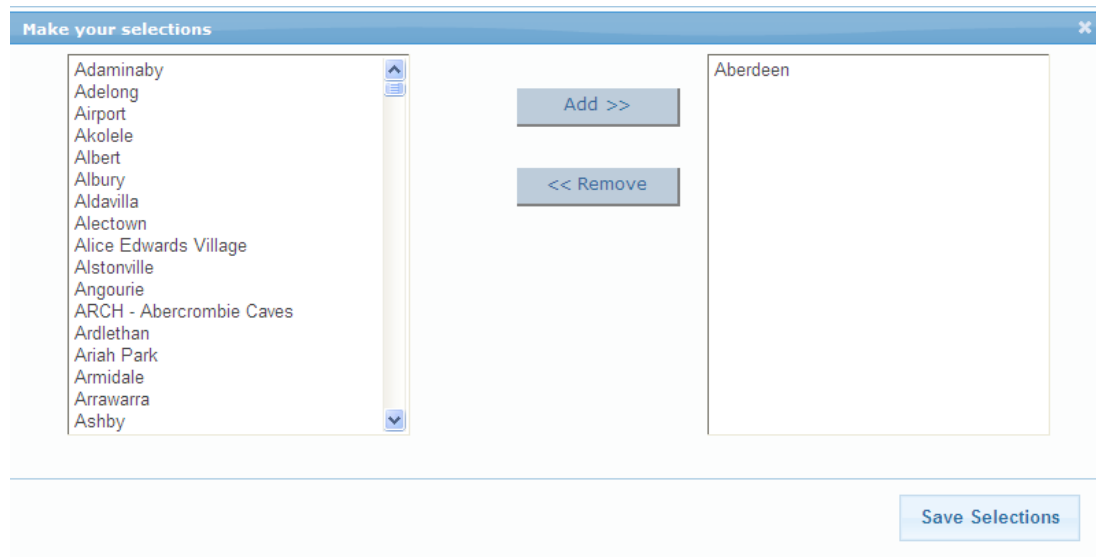 Make your selections
Adaminaby
Adelong
Airport
Akolele
Albert
Albury
Aldavilla
Alectown
Alice Edwards Village
Alstonville
Angourie
ARCH - Abercrombie Caves
Ardlethan
Ariah Park
Armidale
Arrawarra
Ashby
Add >>
<< Remove
Aberdeen
Save Selections